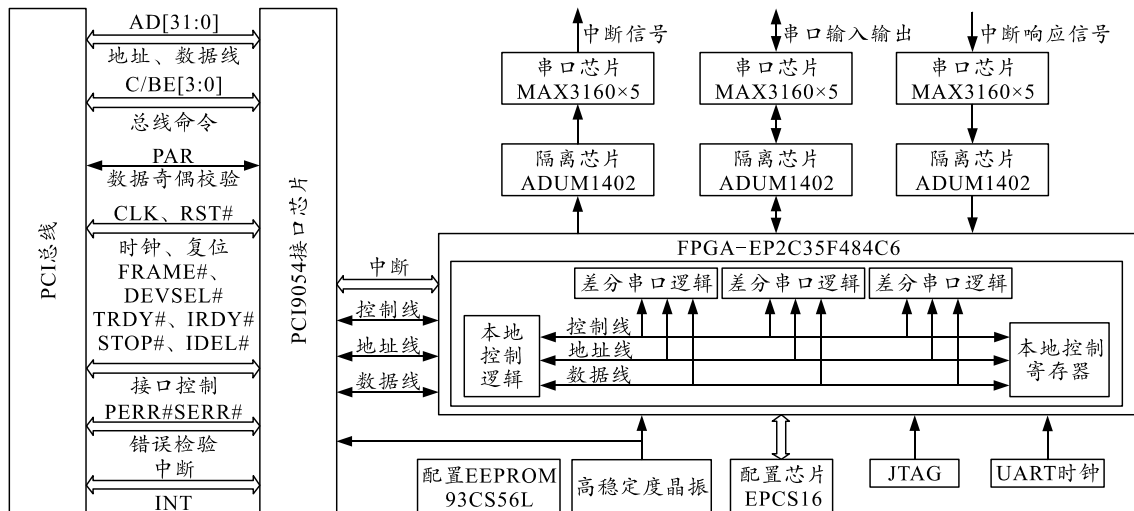 PCI总线
AD[31:0]
地址、数据线
C/BE[3:0]
总线命令
PAR
数据奇偶校验
CLK、RST#
时钟、复位
FRAME#、
DEVSEL#
TRDY#、IRDY#
STOP#、IDEL#
接口控制
PERR#SERR#
错误检验
中断
INT
PCI9054接口芯片
中断
控制线
地址线
数据线
中断信号
串口输入输出
中断响应信号
串口芯片
MAX3160×5
串口芯片
MAX3160×5
串口芯片
MAX3160×5
隔离芯片
ADUM1402
隔离芯片
ADUM1402
隔离芯片
ADUM1402
FPGA-EP2C35F484C6
差分串口逻辑
差分串口逻辑
差分串口逻辑
本地
控制
逻辑
控制线
地址线
数据线
本地控制
寄存器
配置EEPROM
93CS56L
高稳定度晶振
配置芯片
EPCS16
JTAG
UART时钟